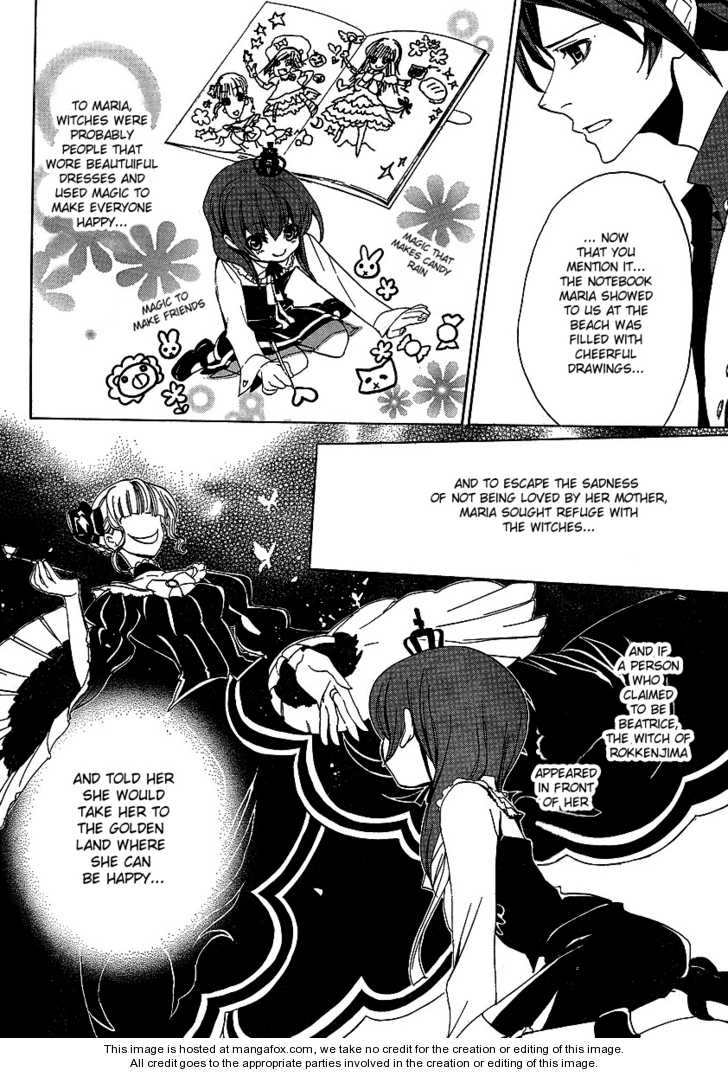 TO MARIA,
WITCHES WERE
PROBABLY
PEOPLE THAT
WORE BEAUTUIFUL
DRESSES AND
USED MAGIC TO
MAKE EVERYONE
HAPPY...
MAGIC THAT
MAKES CANDY
RAIN
MAGIC TO
MAKE FRIENDS
... NOW
THAT YOU
MENTION IT...
THE NOTEBOOK
MARIA SHOWED
TO US AT THE
BEACH WAS
FILLED WITH
CHEERFUL
DRAWINGS...
AND TO ESCAPE THE SADNESS
OF NOT BEING LOVED BY HER MOTHER,
MARIA SOUGHT REFUGE WITH
THE WITCHES...
AND IF
A PERSON
WHO
CLAIMED
TO BE
BEATRICE,
THE WITCH OF
ROKKENJIMA
APPEARED
IN FRONT
OF HER
AND TOLD HER
SHE WOULD
TAKE HER TO
THE GOLDEN
LAND WHERE
SHE CAN
BE HAPPY...
This image is hosted at mangafox.com, we take no credit for the creation or editing of this image.
All credit goes to the appropriate parties involved in the creation or editing of this image.